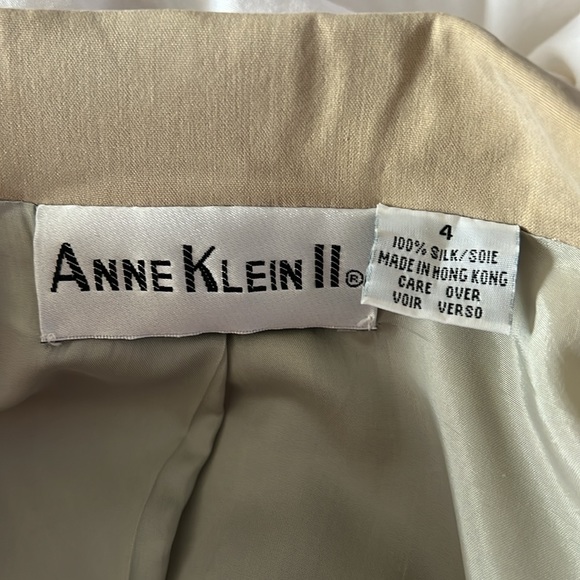 ANNE KLEIN II®
4
100% SILK/SOIE
MADE IN HONG KONG
CARE OVER
VOIR VERSO